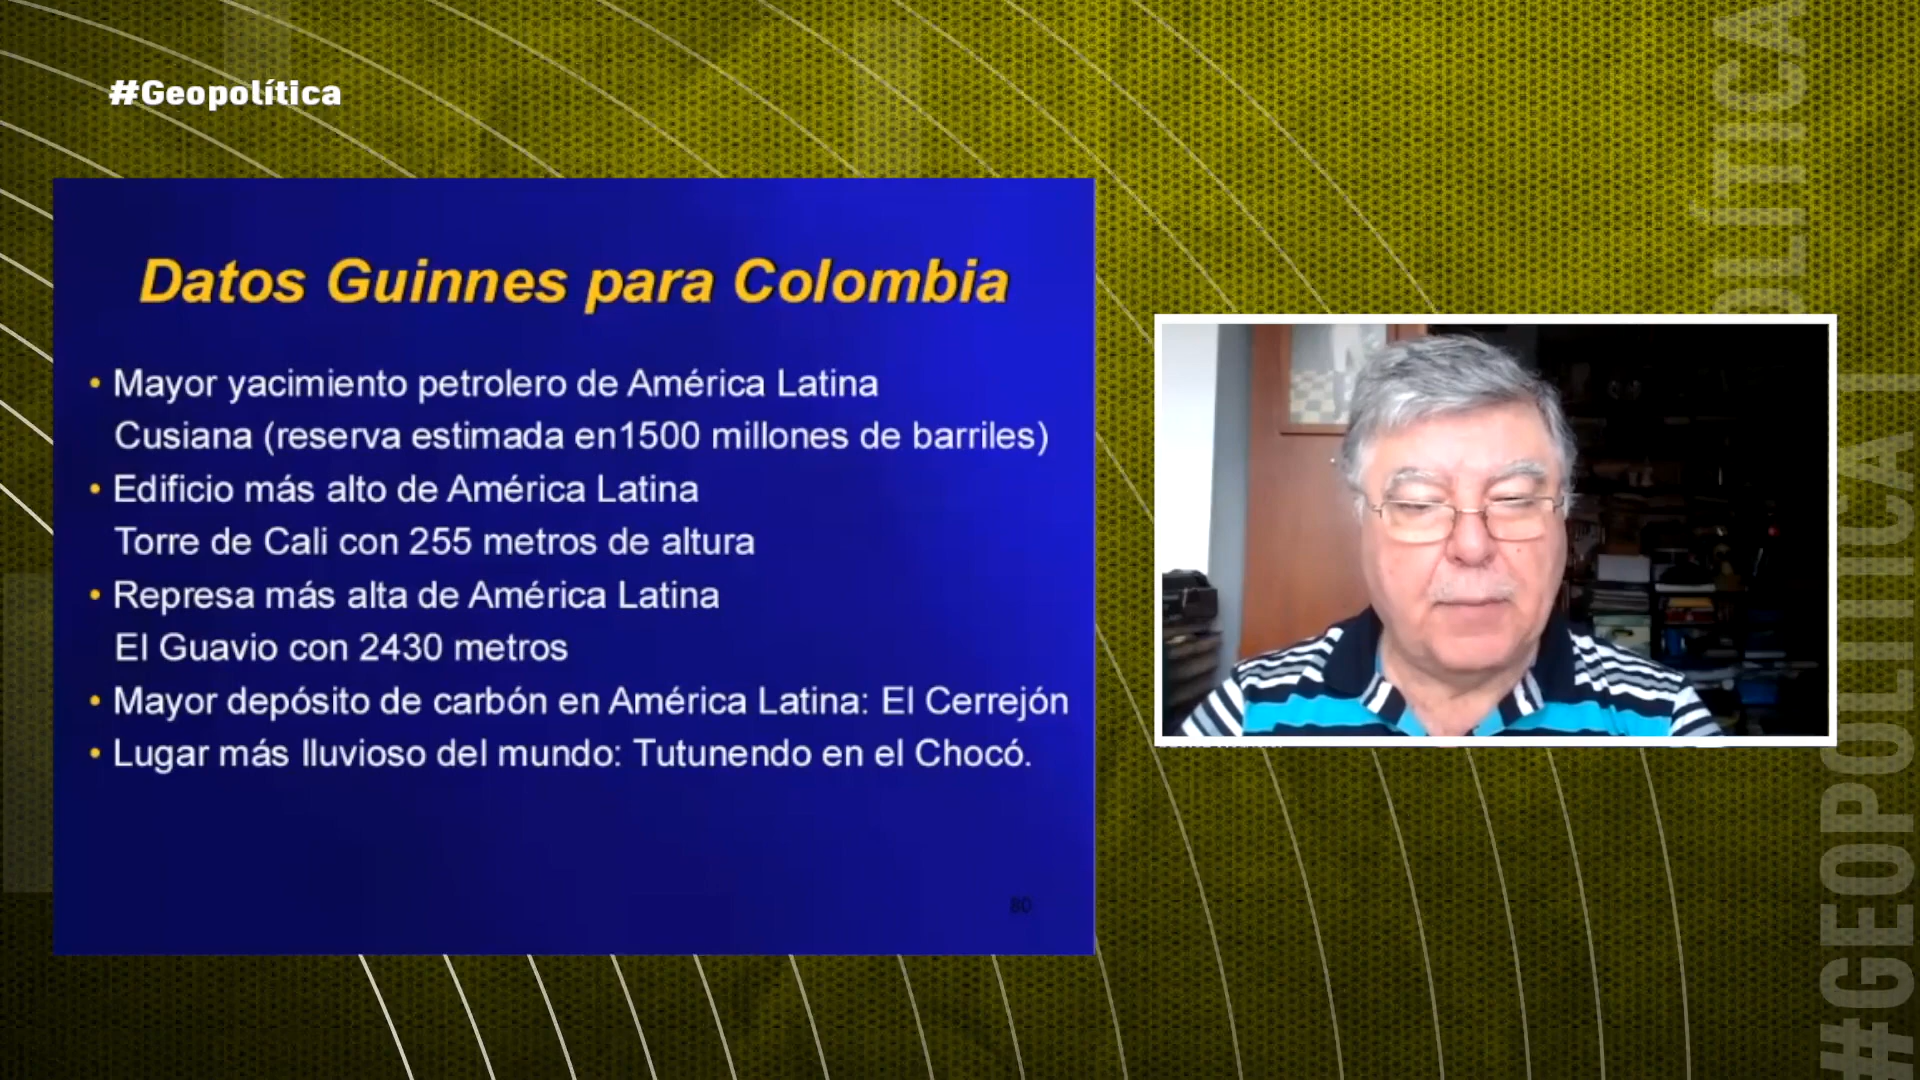 #Geopolítica
Datos Guinnes para Colombia
• Mayor yacimiento petrolero de América Latina
Cusiana (reserva estimada en1500 millones de barriles)
• Edificio más alto de América Latina
Torre de Cali con 255 metros de altura
• Represa más alta de América Latina
El Guavio con 2430 metros
• Mayor depósito de carbón en América Latina: El Cerrejón
• Lugar más lluvioso del mundo: Tutunendo en el Chocó.
80
OLÍTICA
#GEOPOLÍTICA |